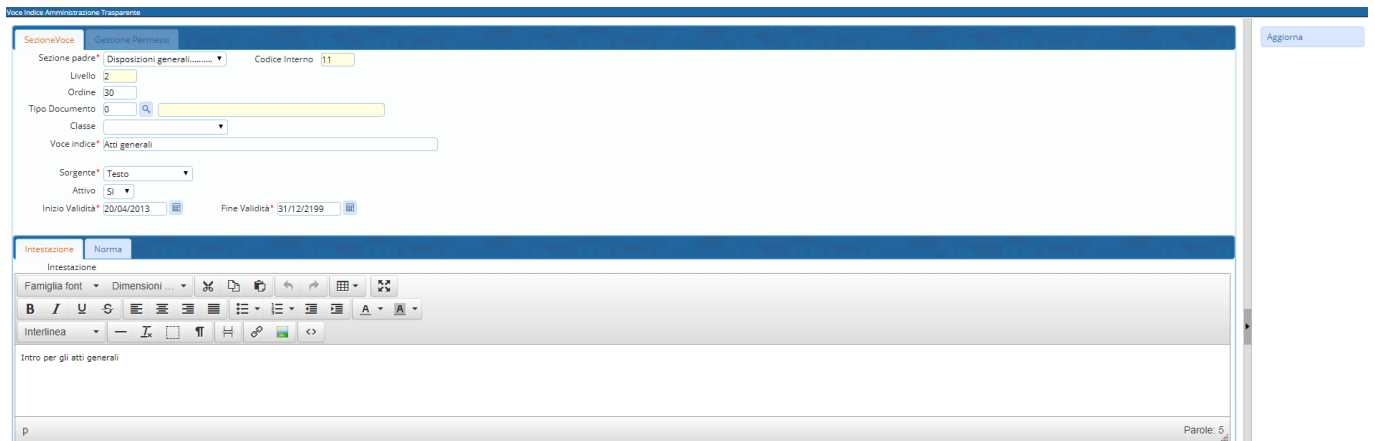 Voce Indice Amministrazione Trasparente
SezioneVoce Gestione Permessi Aggiorna
Sezione padre* Disposizioni generali.......... Codice Interno 11
Livello 2
Ordine 30
Tipo Documento 0
Classe
Voce indice* Atti generali
Sorgente* Testo
Attivo SI
Inizio Validità* 20/04/2013 Fine Validità* 31/12/2199
Intestazione Norma
Intestazione
Famiglia font Dimensioni ...
B I U S A A
Interlinea Ix ¶ <>
Intro per gli atti generali
p Parole: 5